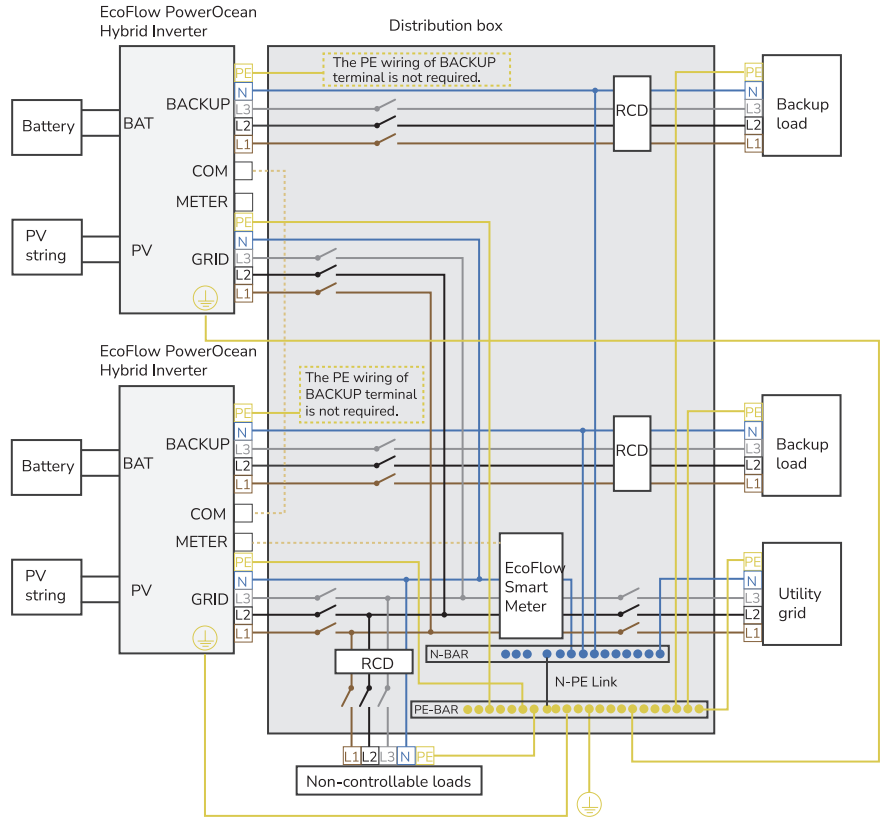 EcoFlow PowerOcean
Hybrid Inverter
Distribution box
The PE wiring of BACKUP
terminal is not required.
PE
N
L3
L2
L1
BACKUP
Battery
BAT
RCD
PE
N
L3
L2
L1
Backup
load
COM
METER
PV
string
PV
GRID
PE
N
L3
L2
L1
EcoFlow PowerOcean
Hybrid Inverter
The PE wiring of
BACKUP terminal
is not required.
PE
N
L3
L2
L1
BACKUP
Battery
BAT
RCD
PE
N
L3
L2
L1
Backup
load
COM
METER
PV
string
PV
GRID
PE
N
L3
L2
L1
EcoFlow
Smart
Meter
PE
N
L3
L2
L1
Utility
grid
N-BAR
RCD
N-PE Link
PE-BAR
L1 L2 L3 N PE
Non-controllable loads